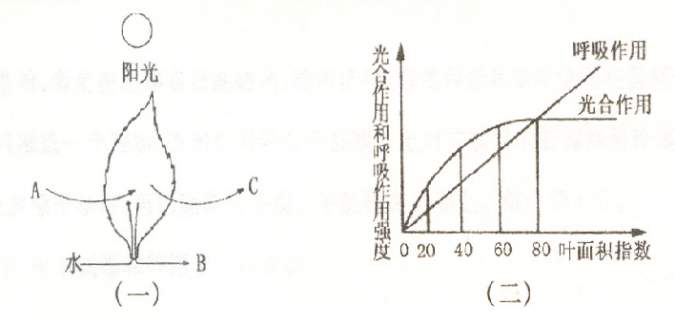 阳光
A
C
水
B
(一)
光合作用和呼吸作用强度
呼吸作用
光合作用
0 20 40 60 80 叶面积指数
(二)